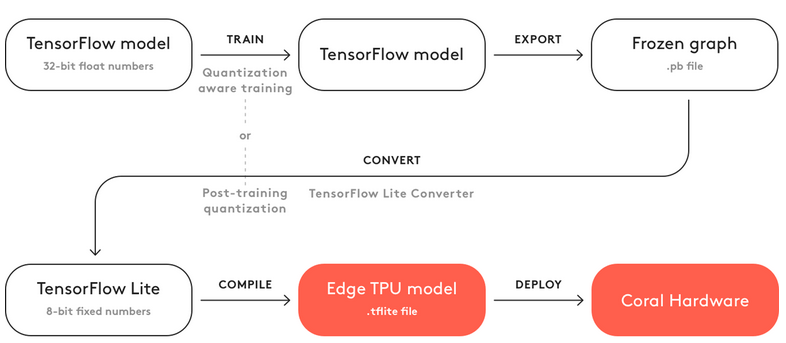 TensorFlow model
32-bit float numbers
TRAIN
Quantization
aware training
TensorFlow model
EXPORT
Frozen graph
.pb file
or
CONVERT
Post-training
quantization
TensorFlow Lite Converter
TensorFlow Lite
8-bit fixed numbers
COMPILE
Edge TPU model
.tflite file
DEPLOY
Coral Hardware